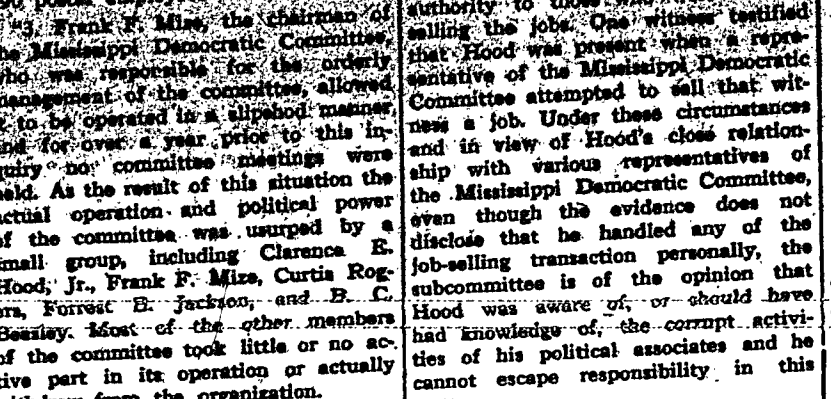 "3. Frank F. Mize, the chairman of
the Mississippi Democratic Committee,
who was responsible for the orderly
management of the committee, allowed
it to be operated in a slipshod manner
and for over a year prior to this in-
quiry no committee meetings were
held. As the result of this situation the
actual operation and political power
of the committee was usurped by a
small group, including Clarence E.
Hood, Jr., Frank F. Mize, Curtis Rog-
ers, Forrest B. Jackson, and B. C.
Beasley. Most of the other members
of the committee took little or no ac-
tive part in its operation or actually
from the organization.
authority to those
selling the jobs. One witness testified
that Hood was present when a repre-
sentative of the Mississippi Democratic
Committee attempted to sell that wit-
ness a job. Under these circumstances
and in view of Hood's close relation-
ship with various representatives of
the Mississippi Democratic Committee,
even though the evidence does not
disclose that he handled any of the
job-selling transaction personally, the
subcommittee is of the opinion that
Hood was aware of, or should have
had knowledge of, the corrupt activi-
ties of his political associates and he
cannot escape responsibility in this